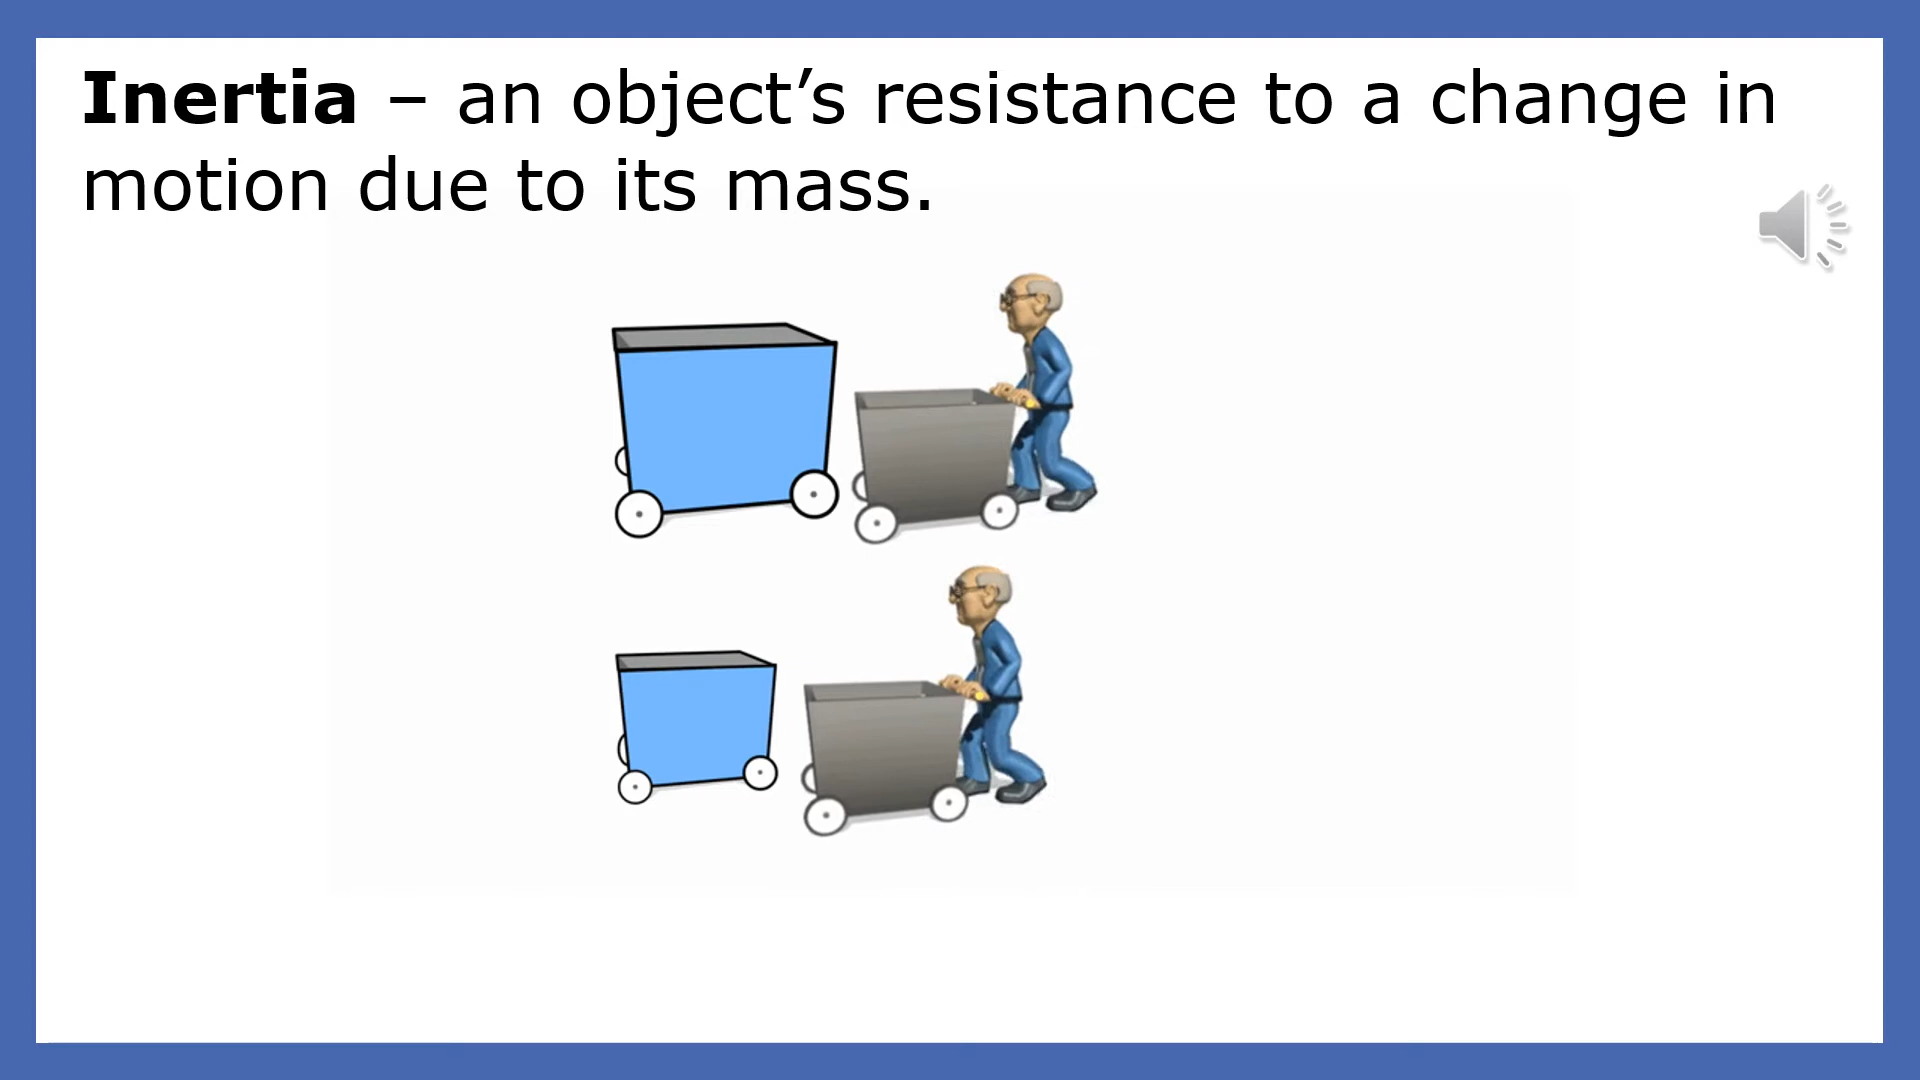 Inertia – an object’s resistance to a change in
motion due to its mass.